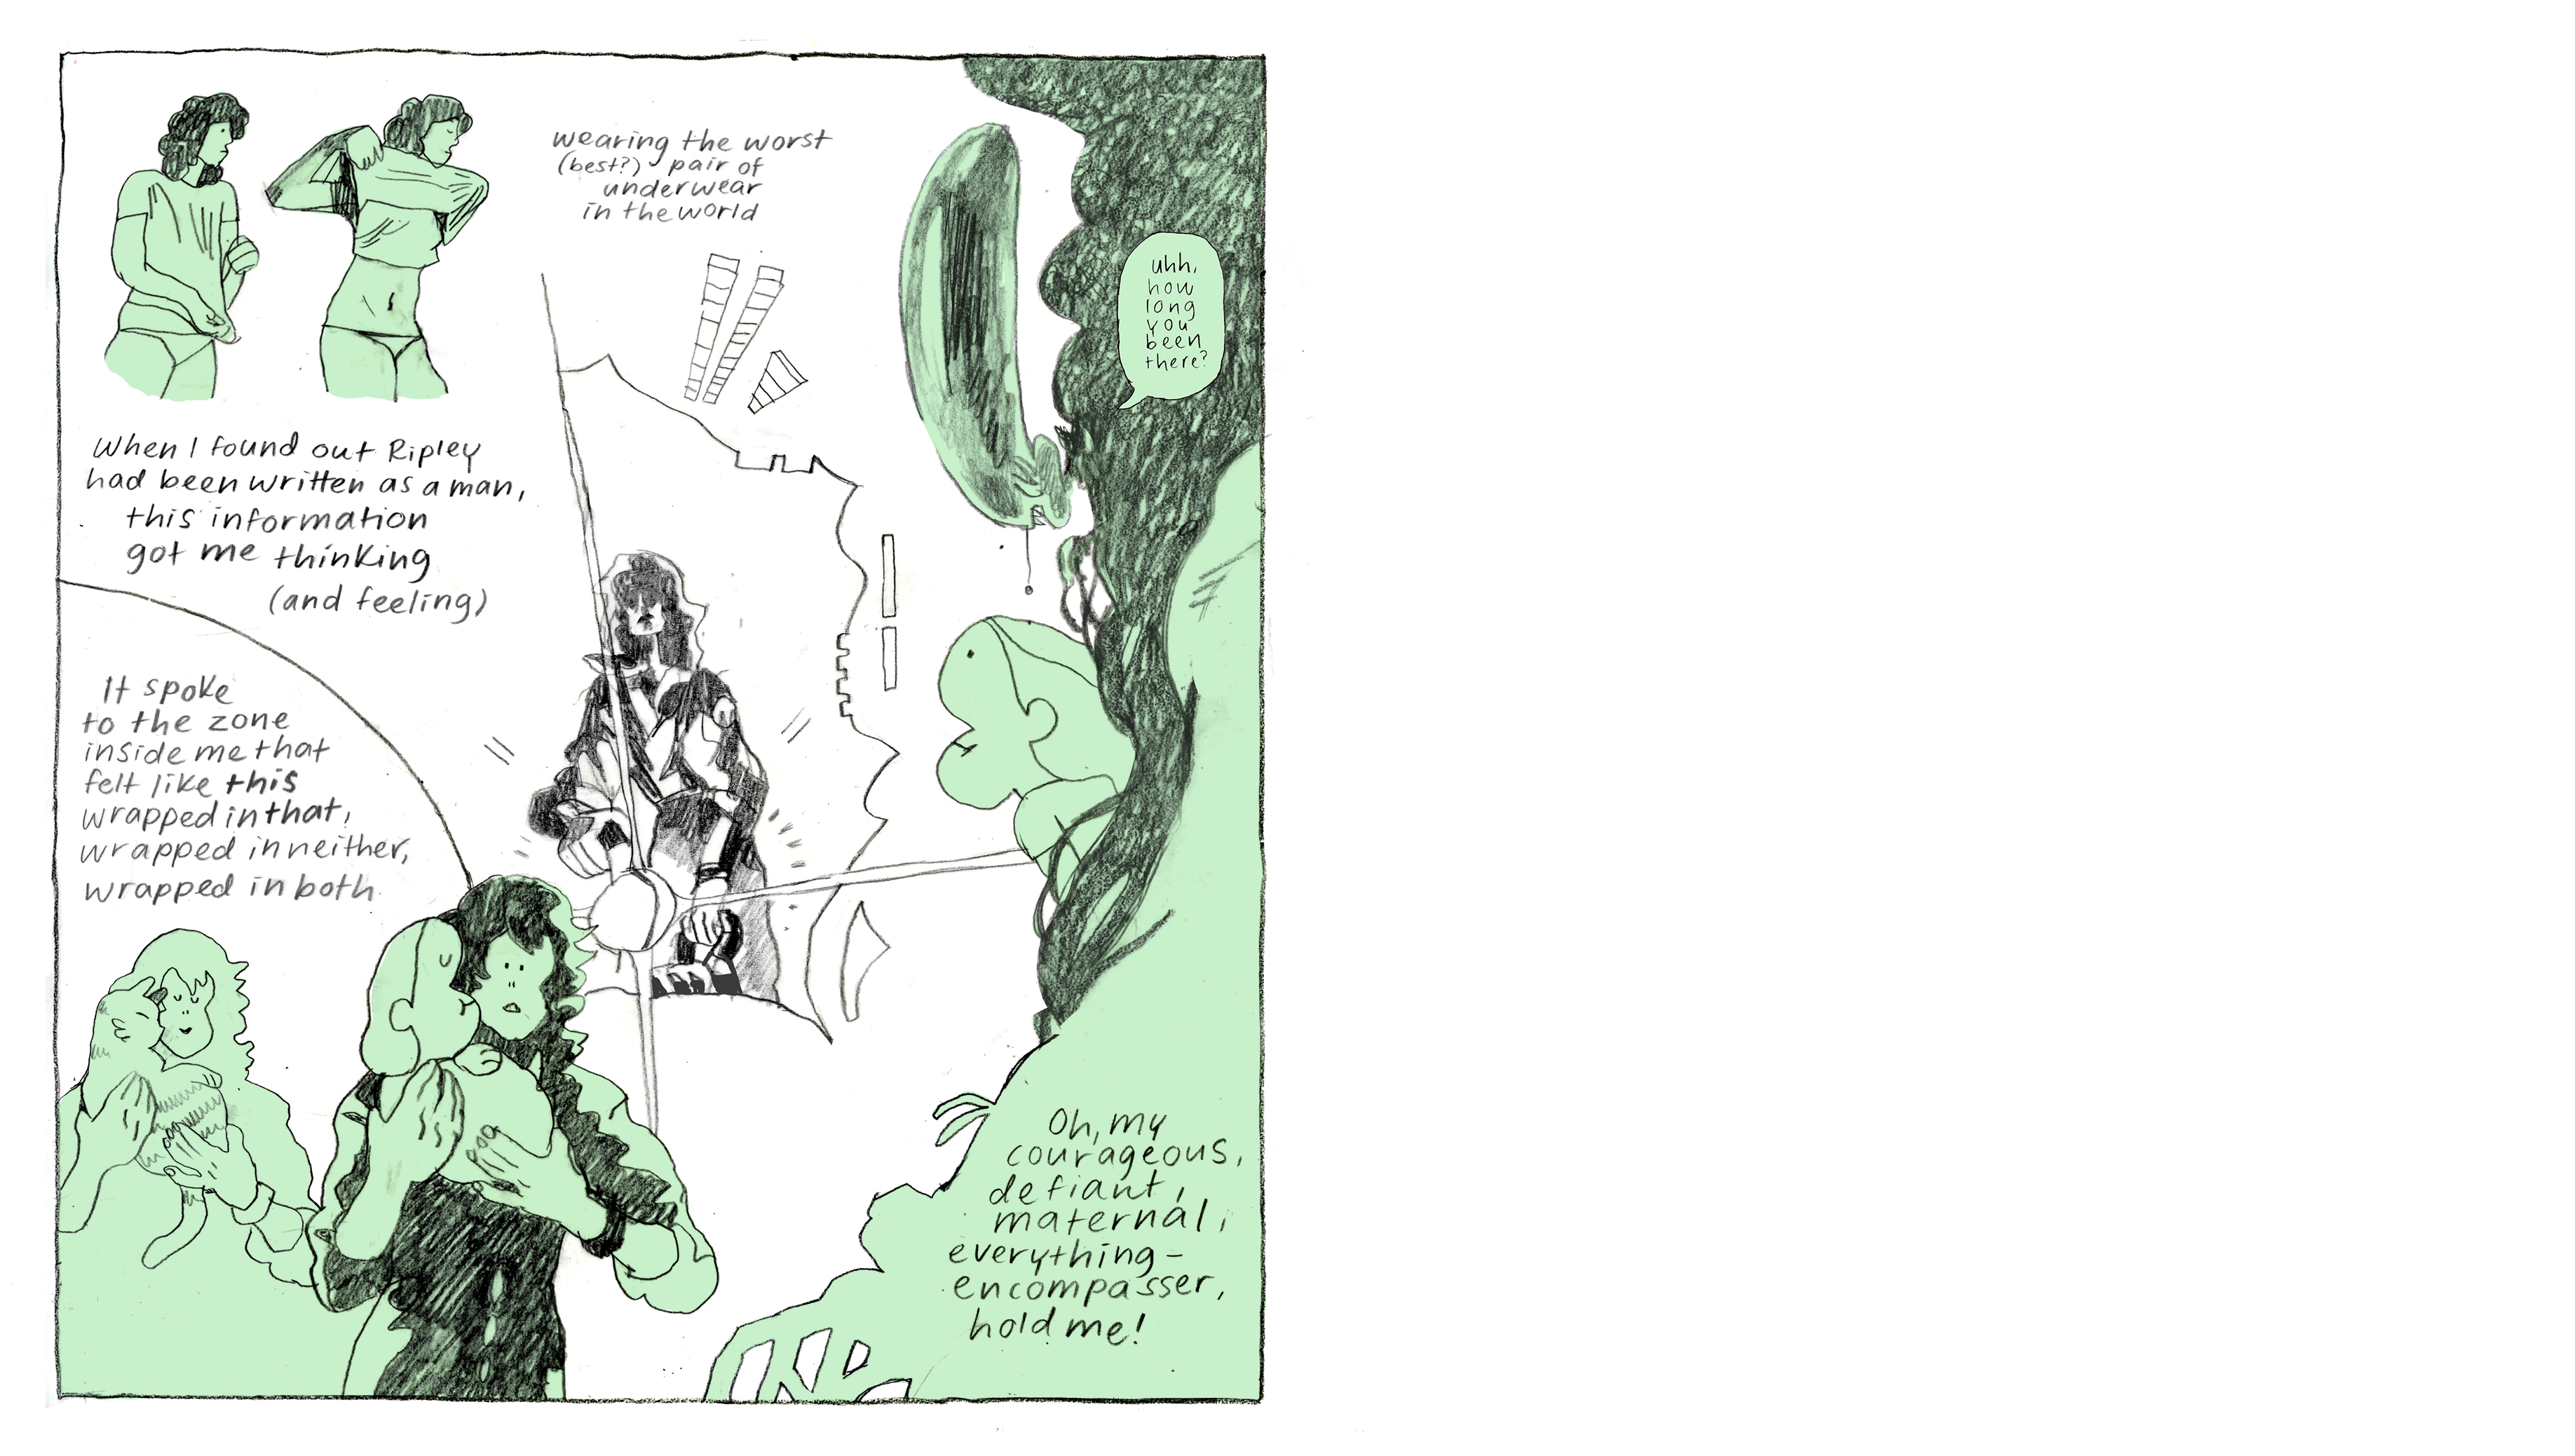 wearing the worst
(best?) pair of
underwear
in the world
uhh,
how
long
you
been
there?
When I found out Ripley
had been written as a man,
this information
got me thinking
(and feeling)
It spoke
to the zone
inside me that
felt like this
wrapped in that,
wrapped in neither,
wrapped in both
Oh, my
courageous,
defiant,
maternal,
everything-
encompasser,
hold me!